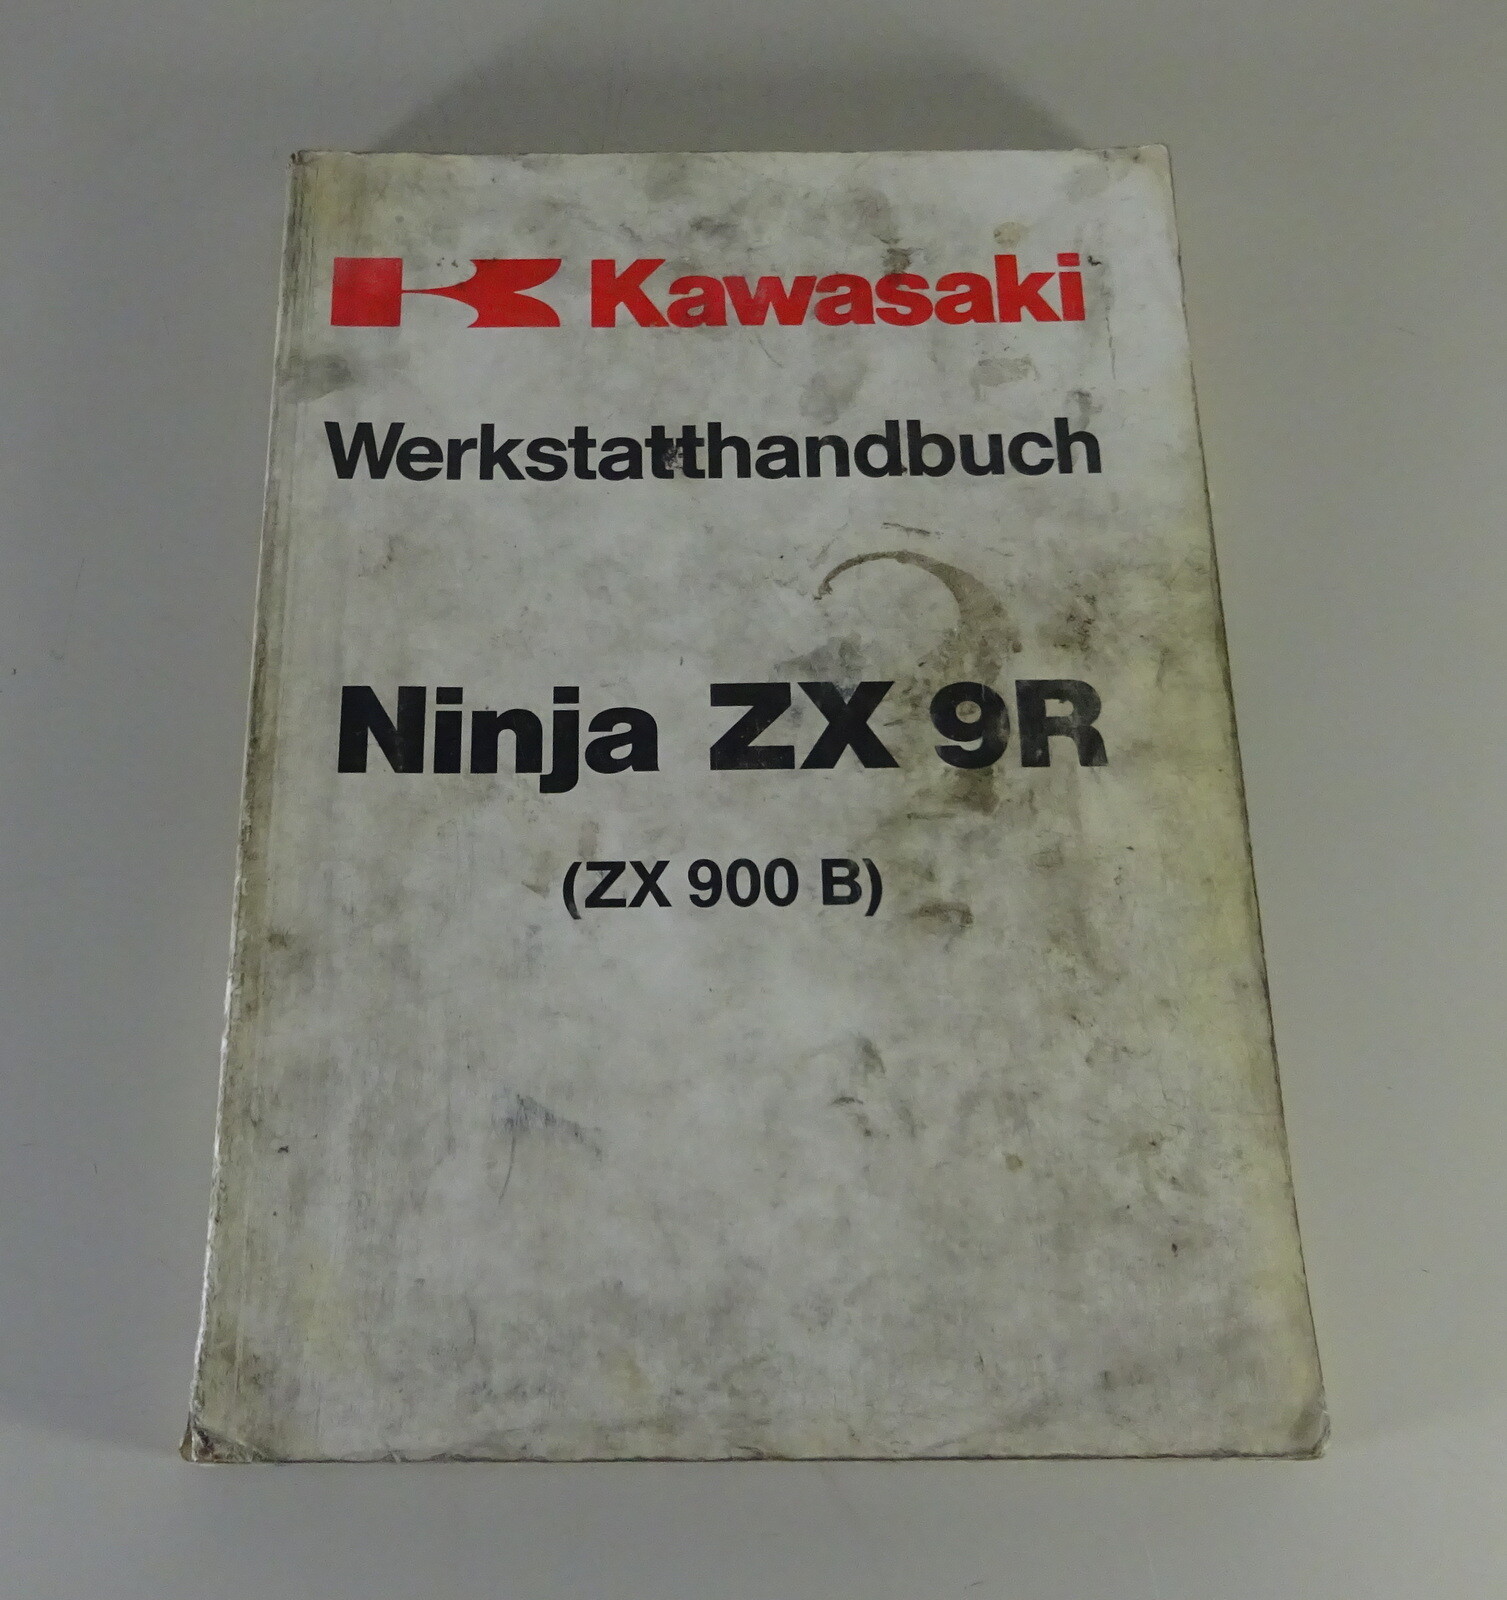 Kawasaki
Werkstatthandbuch
Ninja ZX 9R
(ZX 900 B)